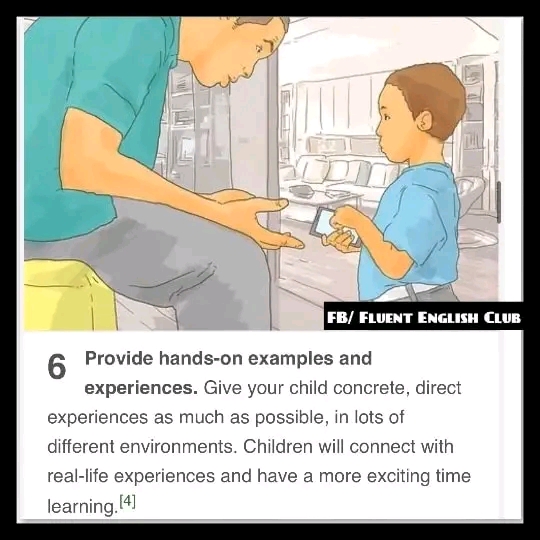 FB/ FLUENT ENGLISH CLUB
6 Provide hands-on examples and
experiences. Give your child concrete, direct
experiences as much as possible, in lots of
different environments. Children will connect with
real-life experiences and have a more exciting time
learning.[4]